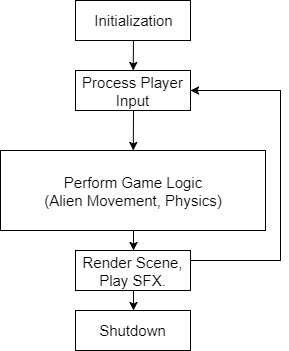 Initialization
Process Player
Input
Perform Game Logic
(Alien Movement, Physics)
Render Scene,
Play SFX.
Shutdown